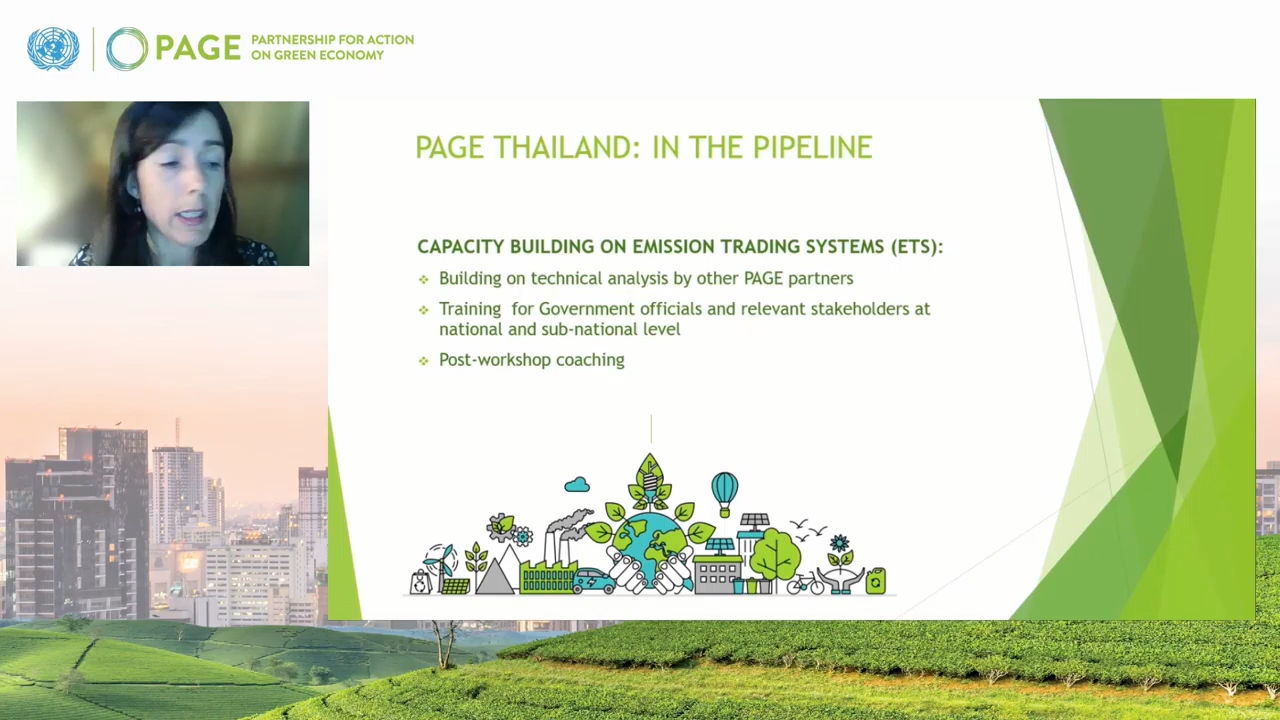 PAGE
PARTNERSHIP FOR ACTION
ON GREEN ECONOMY
PAGE THAILAND: IN THE PIPELINE
CAPACITY BUILDING ON EMISSION TRADING SYSTEMS (ETS):
Building on technical analysis by other PAGE partners
Training for Government officials and relevant stakeholders at
national and sub-national level
Post-workshop coaching